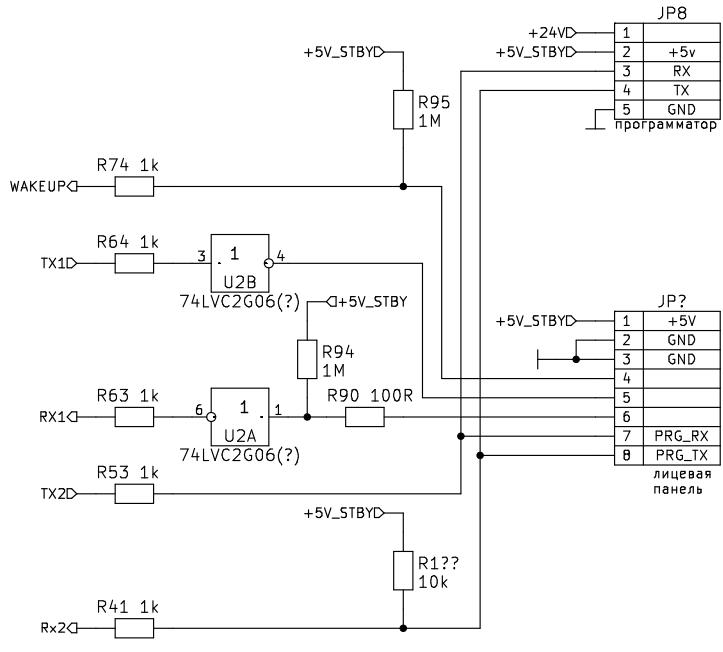 JP8
+24V 1
+5V_STBY 2 +5v
3 RX
4 TX
5 GND
программатор
+5V_STBY
R95
1M
R74 1k
WAKEUP
R64 1k
TX1 3 1 4
U2B
74LVC2G06(?)
+5V_STBY
R94
1M
JP?
+5V_STBY 1 +5V
2 GND
3 GND
4
5
6
7 PRG_RX
8 PRG_TX
лицевая
панель
R63 1k
RX1 6 1 1
U2A
74LVC2G06(?)
R90 100R
R53 1k
TX2
+5V_STBY
R1??
10k
R41 1k
Rx2